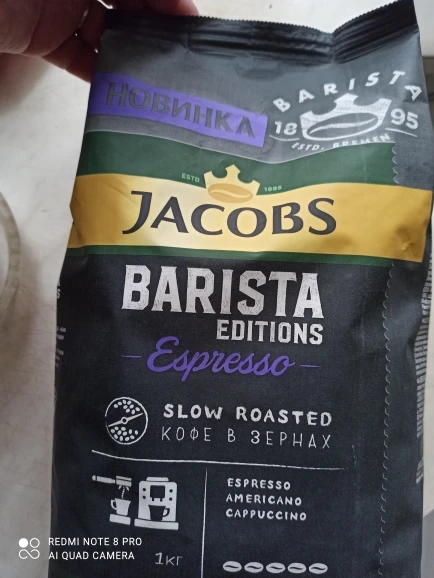 НОВИНКА
BARISTA
18 95
ESTD. BREMEN
ESTD 1895
JACOBS
BARISTA
EDITIONS
Espresso
SLOW ROASTED
КОФЕ В ЗЕРНАХ
ESPRESSO
AMERICANO
CAPPUCCINO
1КГ
REDMI NOTE 8 PRO
AI QUAD CAMERA